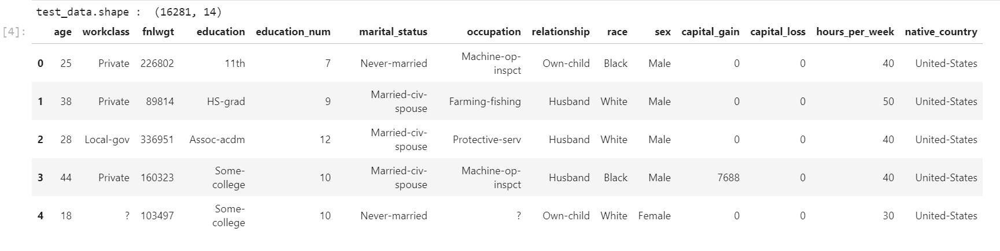 test_data.shape :  (16281, 14)
[4]: age workclass fnlwgt education education_num marital_status occupation relationship race sex capital_gain capital_loss hours_per_week native_country
0 25 Private 226802 11th 7 Never-married Machine-op-inspct Own-child Black Male 0 0 40 United-States
1 38 Private 89814 HS-grad 9 Married-civ-spouse Farming-fishing Husband White Male 0 0 50 United-States
2 28 Local-gov 336951 Assoc-acdm 12 Married-civ-spouse Protective-serv Husband White Male 0 0 40 United-States
3 44 Private 160323 Some-college 10 Married-civ-spouse Machine-op-inspct Husband Black Male 7688 0 40 United-States
4 18 ? 103497 Some-college 10 Never-married ? Own-child White Female 0 0 30 United-States